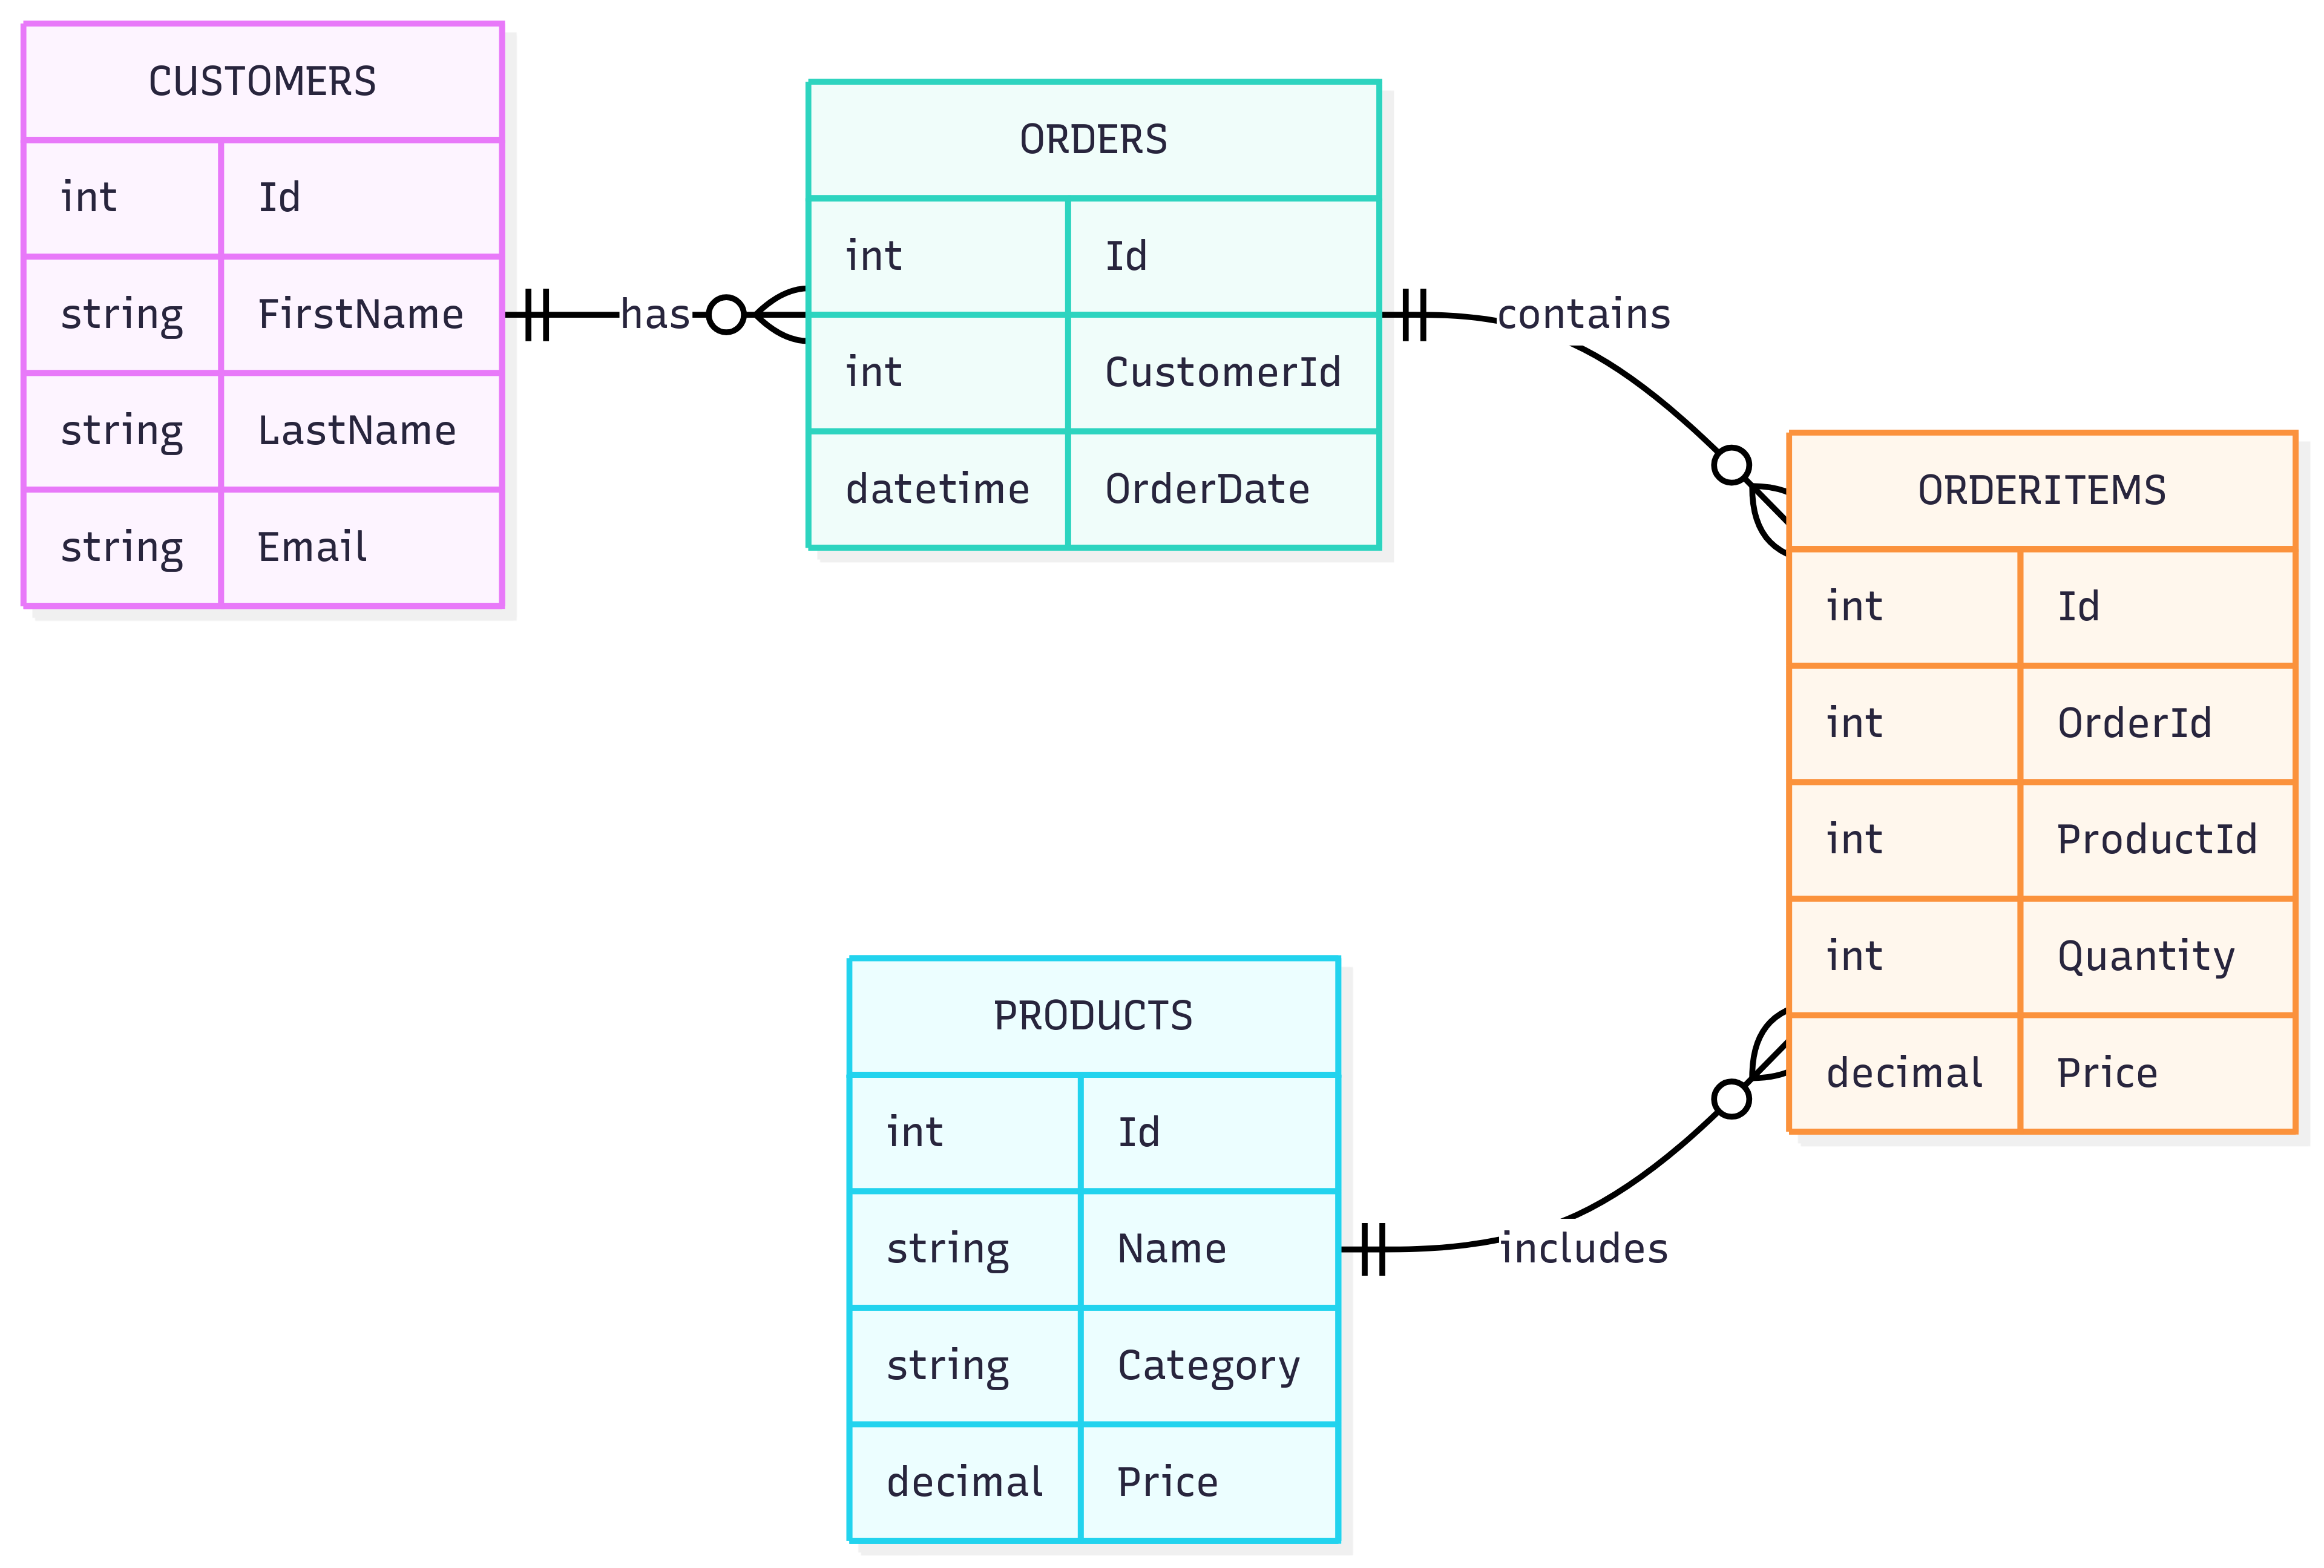 CUSTOMERS
int Id
string FirstName
string LastName
string Email
has
ORDERS
int Id
int CustomerId
datetime OrderDate
contains
ORDERITEMS
int Id
int OrderId
int ProductId
int Quantity
decimal Price
PRODUCTS
int Id
string Name
string Category
decimal Price
includes